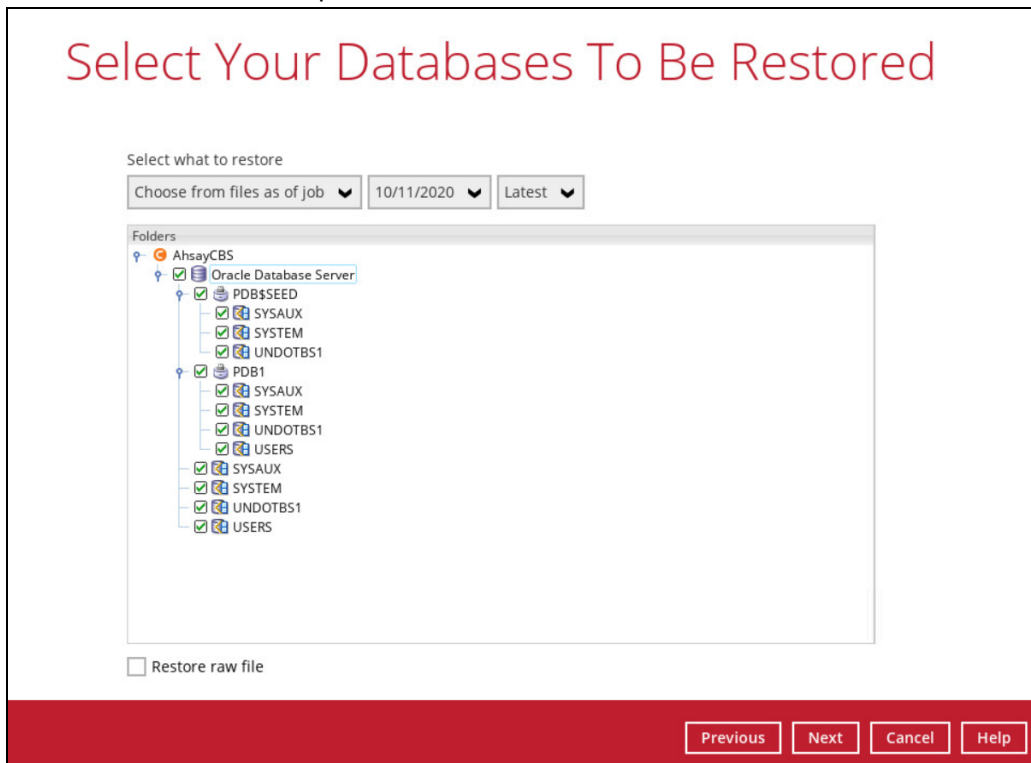 Select Your Databases To Be Restored
Select what to restore
Choose from files as of job 10/11/2020 Latest
Folders
AhsayCBS
Oracle Database Server
PDB$SEED
SYSAUX
SYSTEM
UNDOTBS1
PDB1
SYSAUX
SYSTEM
UNDOTBS1
USERS
SYSAUX
SYSTEM
UNDOTBS1
USERS
Restore raw file
Previous Next Cancel Help